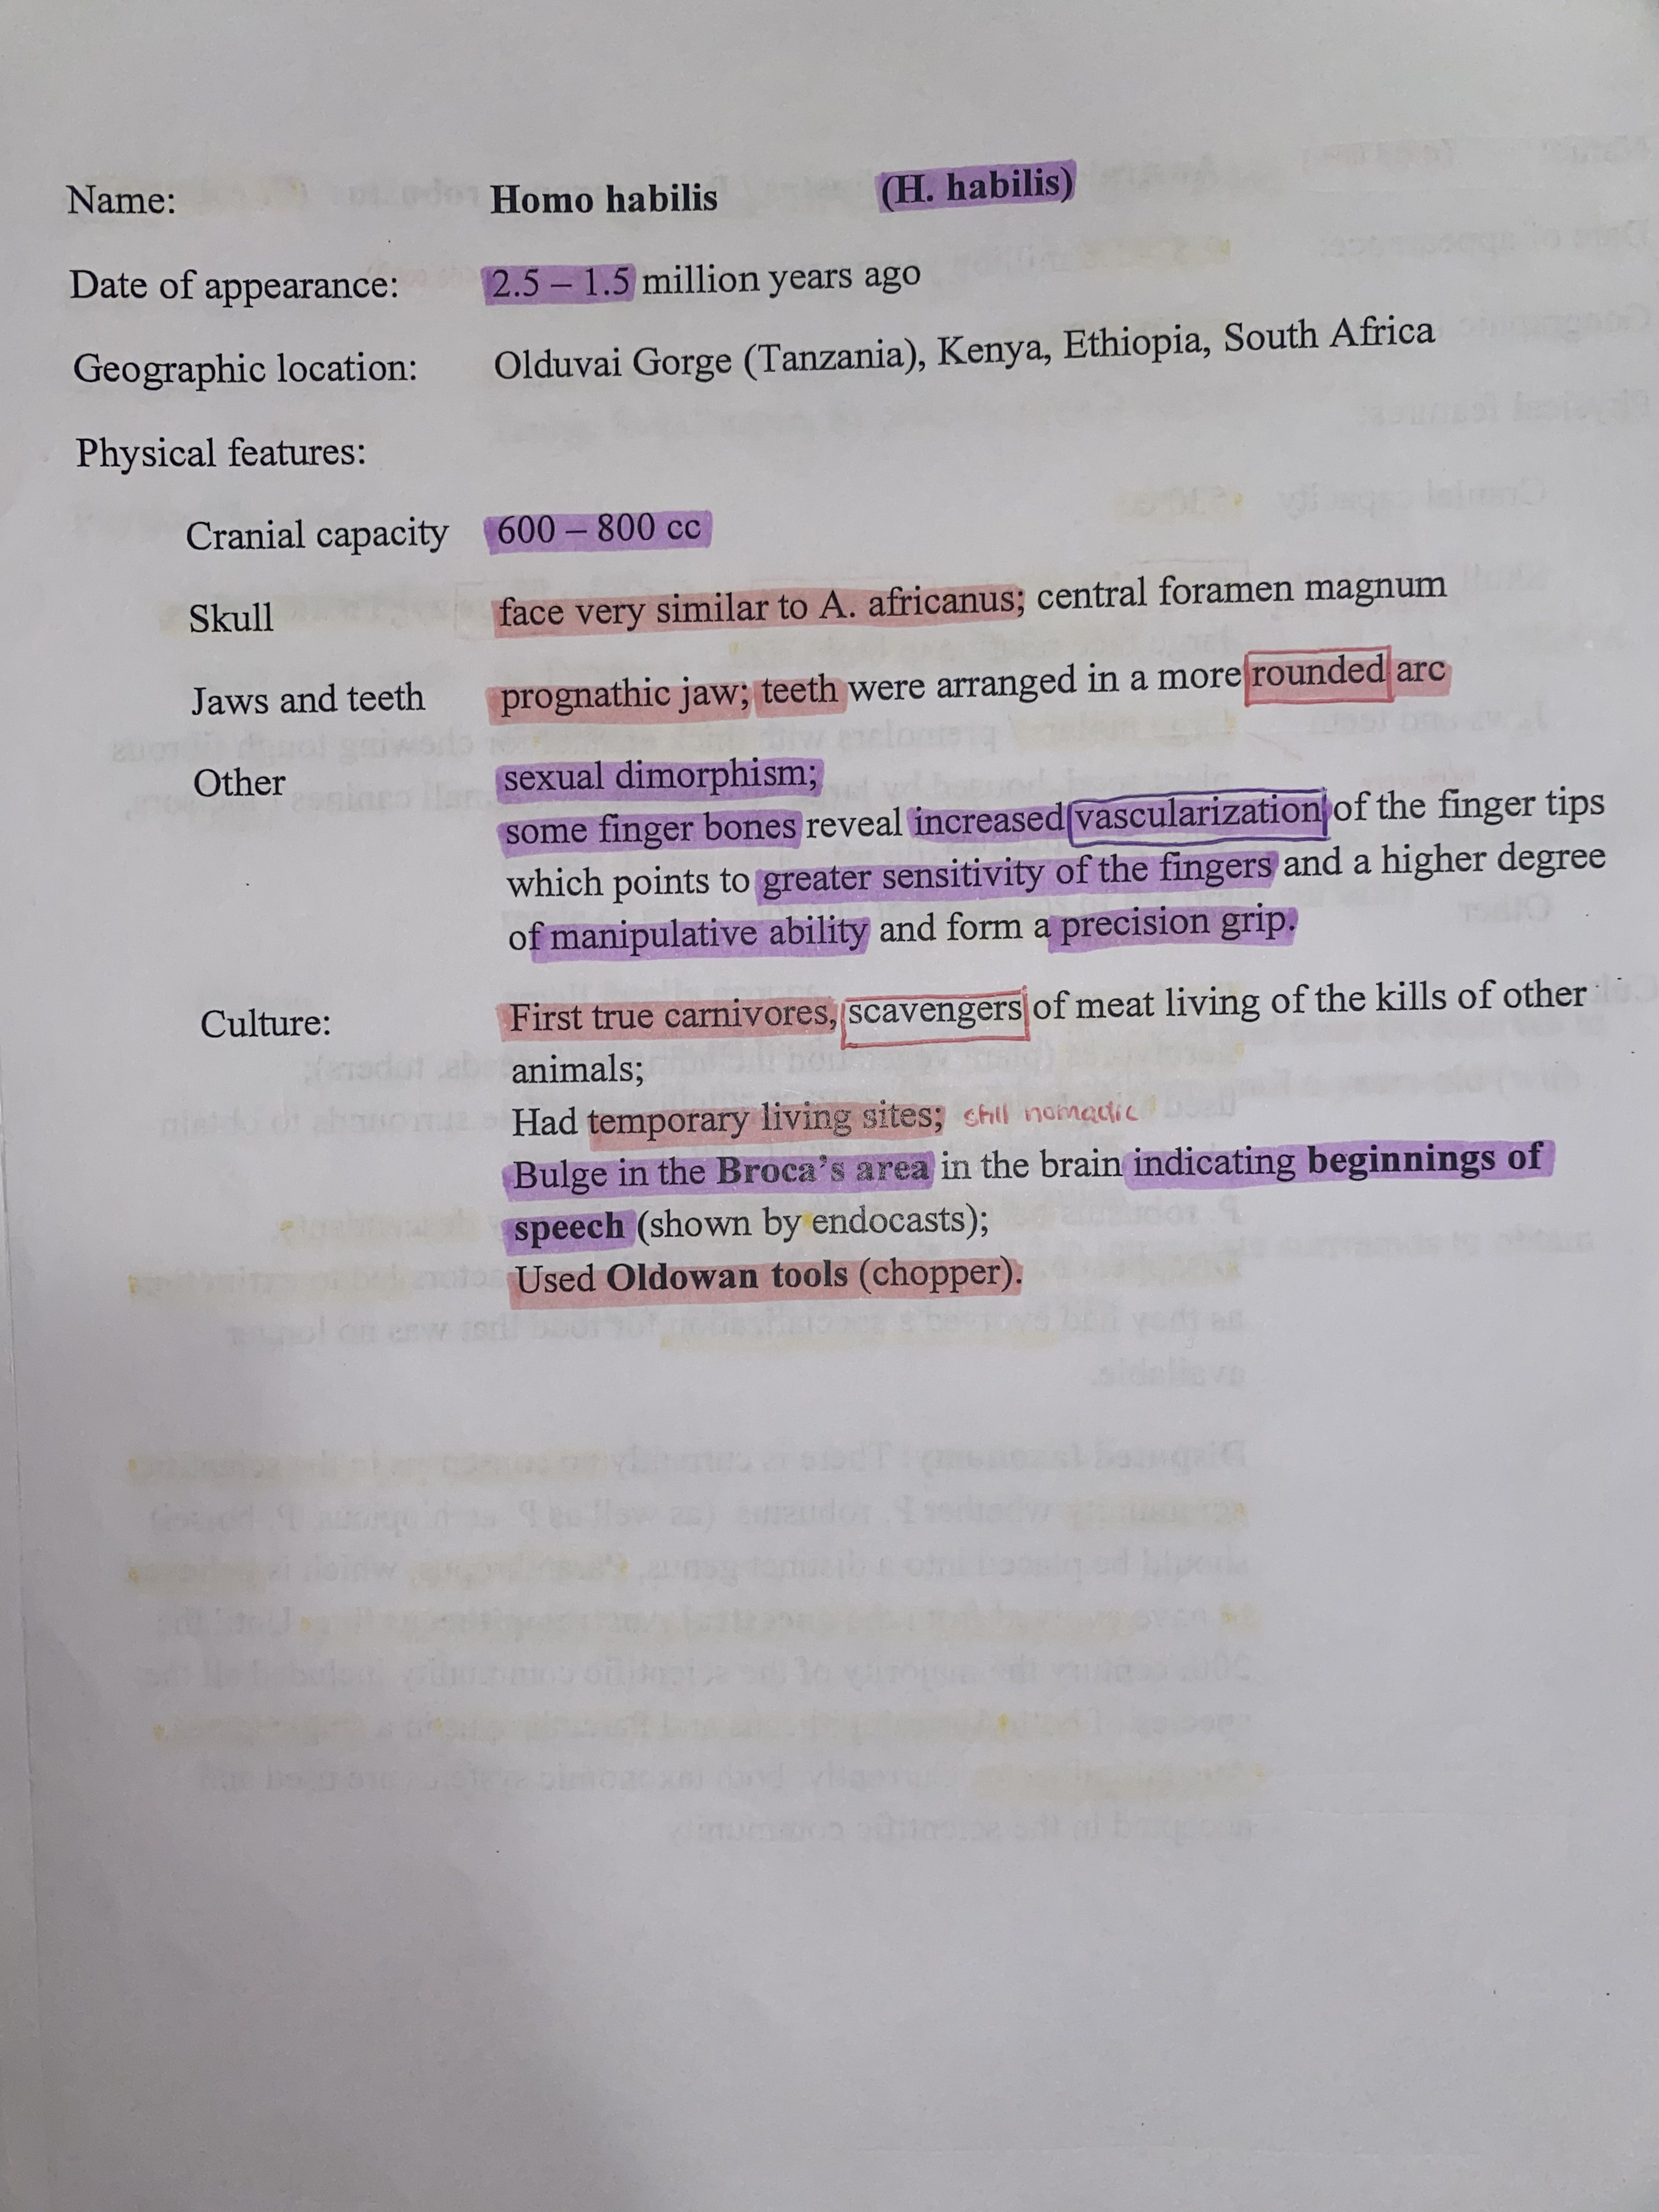 Name: Homo habilis (H. habilis)
Date of appearance: 2.5 – 1.5 million years ago
Geographic location: Olduvai Gorge (Tanzania), Kenya, Ethiopia, South Africa
Physical features:
Cranial capacity 600 – 800 cc
Skull face very similar to A. africanus; central foramen magnum
Jaws and teeth prognathic jaw; teeth were arranged in a more rounded arc
Other sexual dimorphism;
some finger bones reveal increased vascularization of the finger tips
which points to greater sensitivity of the fingers and a higher degree
of manipulative ability and form a precision grip.
Culture: First true carnivores, scavengers of meat living of the kills of other
animals;
Had temporary living sites; still nomadic
Bulge in the Broca's area in the brain indicating beginnings of
speech (shown by endocasts);
Used Oldowan tools (chopper).